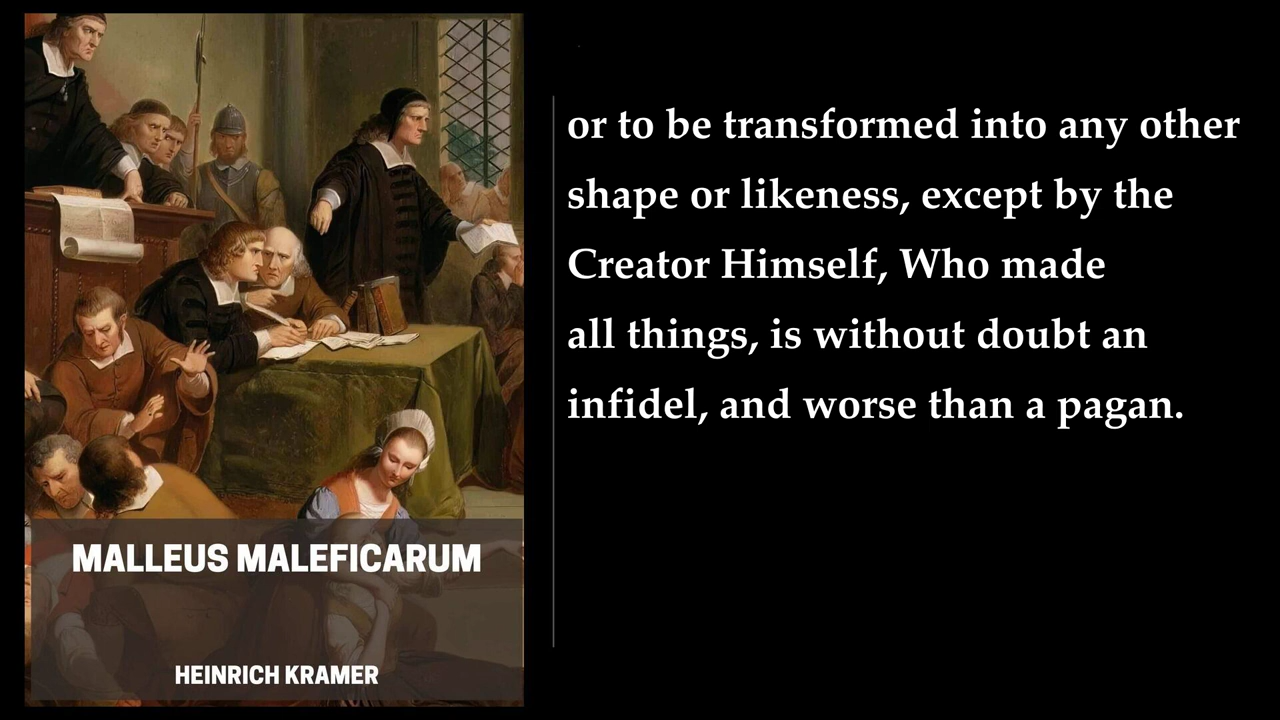 MALLEUS MALEFICARUM
HEINRICH KRAMER
or to be transformed into any other
shape or likeness, except by the
Creator Himself, Who made
all things, is without doubt an
infidel, and worse than a pagan.